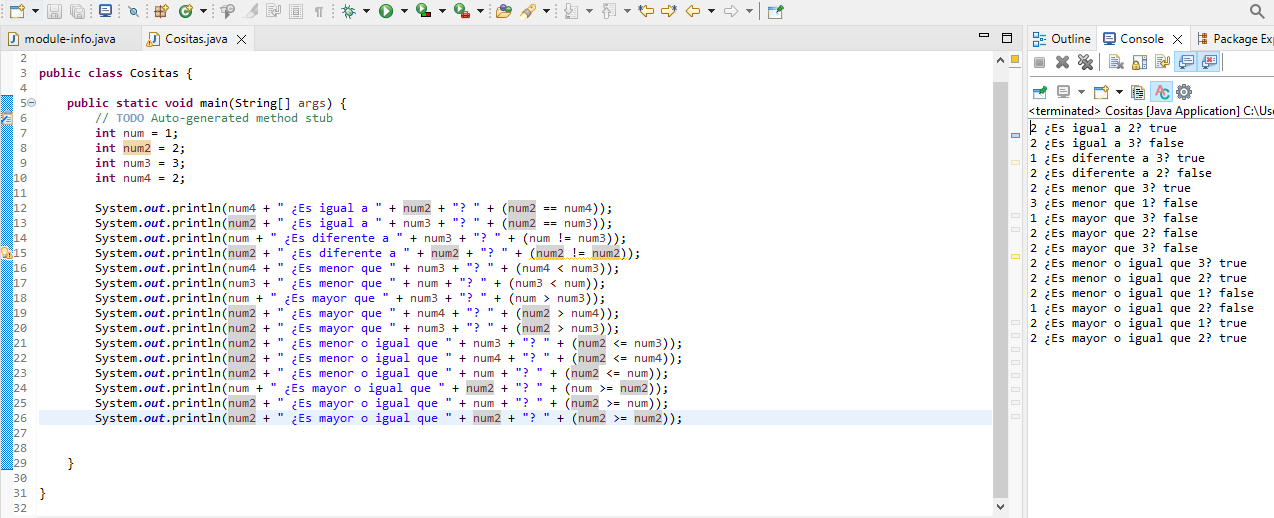 module-info.java
Cositas.java
Outline
Console
Package Exp
2
3 public class Cositas {
4
5 public static void main(String[] args) {
6 // TODO Auto-generated method stub
7 int num = 1;
8 int num2 = 2;
9 int num3 = 3;
10 int num4 = 2;
11
12 System.out.println(num4 + " ¿Es igual a " + num2 + "? " + (num2 == num4));
13 System.out.println(num2 + " ¿Es igual a " + num3 + "? " + (num2 == num3));
14 System.out.println(num + " ¿Es diferente a " + num3 + "? " + (num != num3));
15 System.out.println(num2 + " ¿Es diferente a " + num2 + "? " + (num2 != num2));
16 System.out.println(num4 + " ¿Es menor que " + num3 + "? " + (num4 < num3));
17 System.out.println(num3 + " ¿Es menor que " + num + "? " + (num3 < num));
18 System.out.println(num + " ¿Es mayor que " + num3 + "? " + (num > num3));
19 System.out.println(num2 + " ¿Es mayor que " + num4 + "? " + (num2 > num4));
20 System.out.println(num2 + " ¿Es mayor que " + num3 + "? " + (num2 > num3));
21 System.out.println(num2 + " ¿Es menor o igual que " + num3 + "? " + (num2 <= num3));
22 System.out.println(num2 + " ¿Es menor o igual que " + num4 + "? " + (num2 <= num4));
23 System.out.println(num2 + " ¿Es menor o igual que " + num + "? " + (num2 <= num));
24 System.out.println(num + " ¿Es mayor o igual que " + num2 + "? " + (num >= num2));
25 System.out.println(num2 + " ¿Es mayor o igual que " + num + "? " + (num2 >= num));
26 System.out.println(num2 + " ¿Es mayor o igual que " + num2 + "? " + (num2 >= num2));
27
28
29 }
30
31 }
32
<terminated> Cositas [Java Application] C:\Use
2 ¿Es igual a 2? true
2 ¿Es igual a 3? false
1 ¿Es diferente a 3? true
2 ¿Es diferente a 2? false
2 ¿Es menor que 3? true
3 ¿Es menor que 1? false
1 ¿Es mayor que 3? false
2 ¿Es mayor que 2? false
2 ¿Es mayor que 3? false
2 ¿Es menor o igual que 3? true
2 ¿Es menor o igual que 2? true
2 ¿Es menor o igual que 1? false
1 ¿Es mayor o igual que 2? false
2 ¿Es mayor o igual que 1? true
2 ¿Es mayor o igual que 2? true